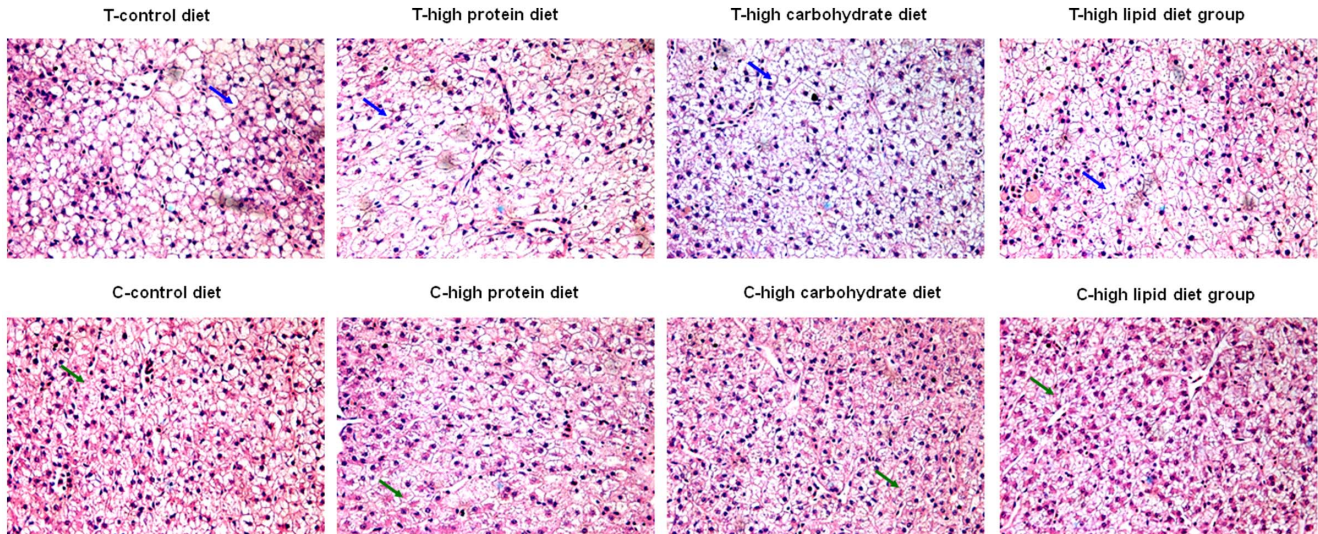 T-control diet
T-high protein diet
T-high carbohydrate diet
T-high lipid diet group
C-control diet
C-high protein diet
C-high carbohydrate diet
C-high lipid diet group